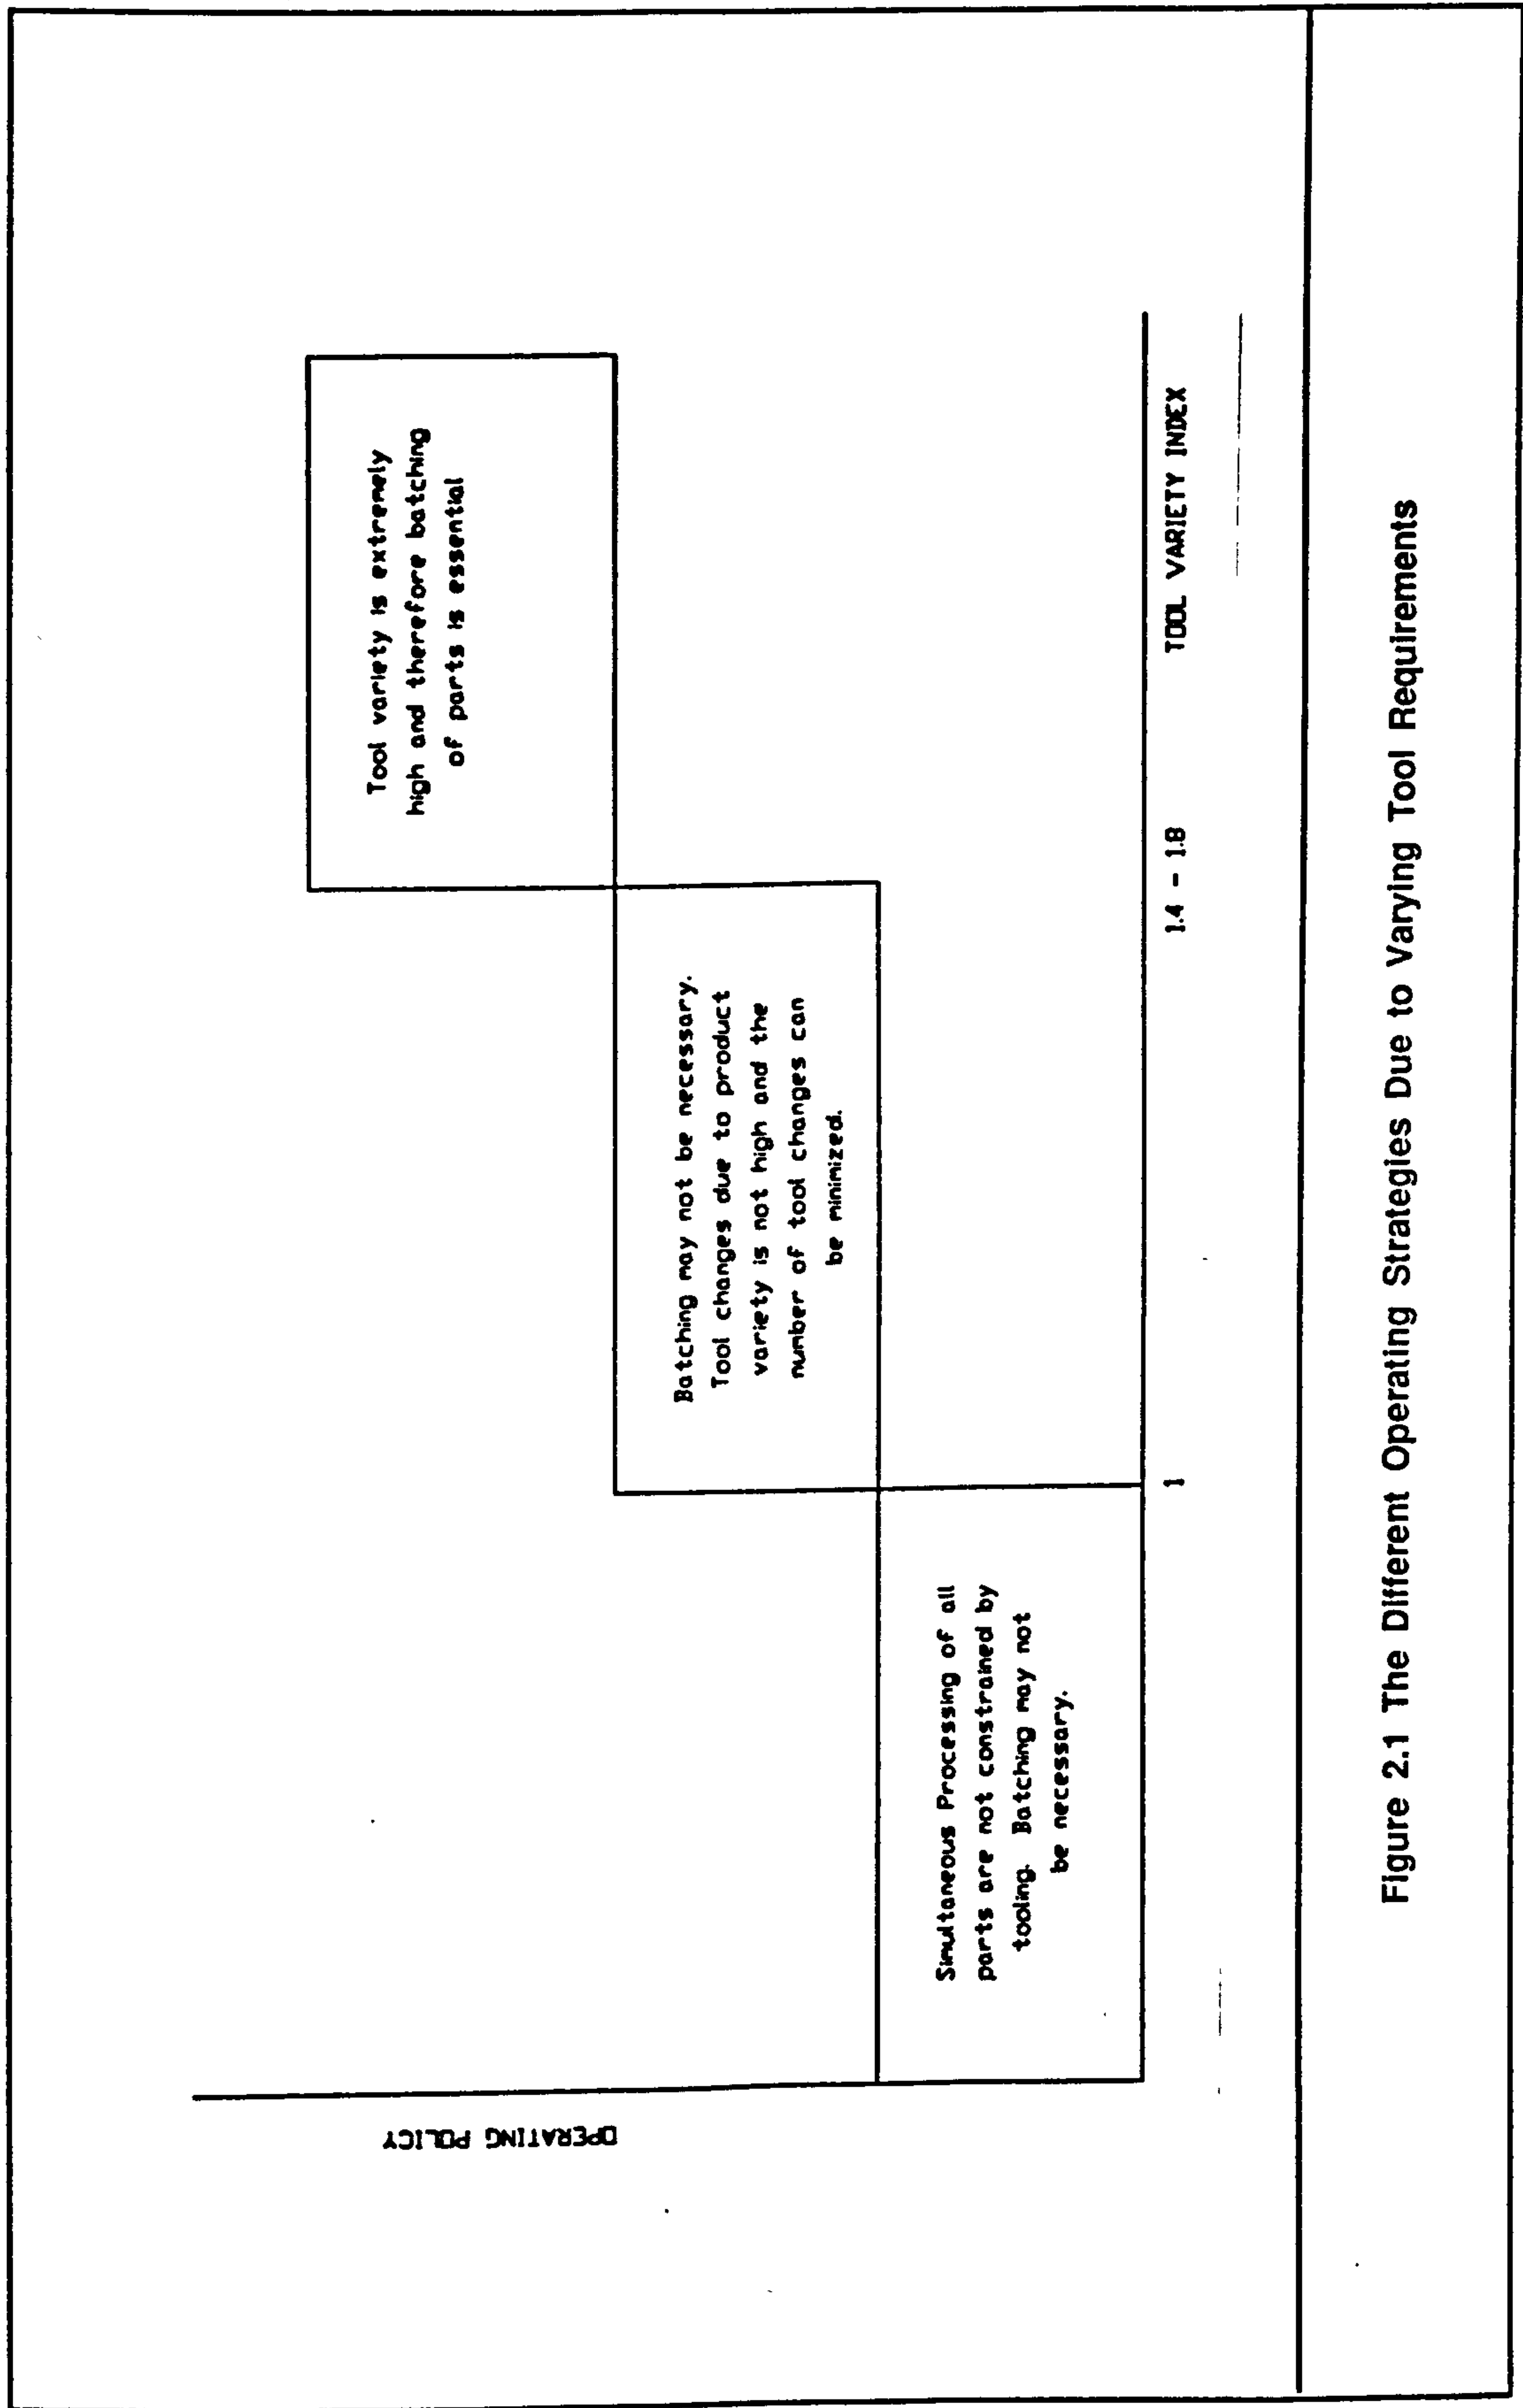 OPERATING POLICY
Tool variety is extremely
high and therefore batching
of parts is essential
Batching may not be necessary.
Tool changes due to product
variety is not high and the
number of tool changes can
be minimized.
Simultaneous Processing of all
parts are not constrained by
tooling. Batching may not
be necessary.
1
1.4 - 1.8
TOOL VARIETY INDEX
Figure 2.1 The Different Operating Strategies Due to Varying Tool Requirements